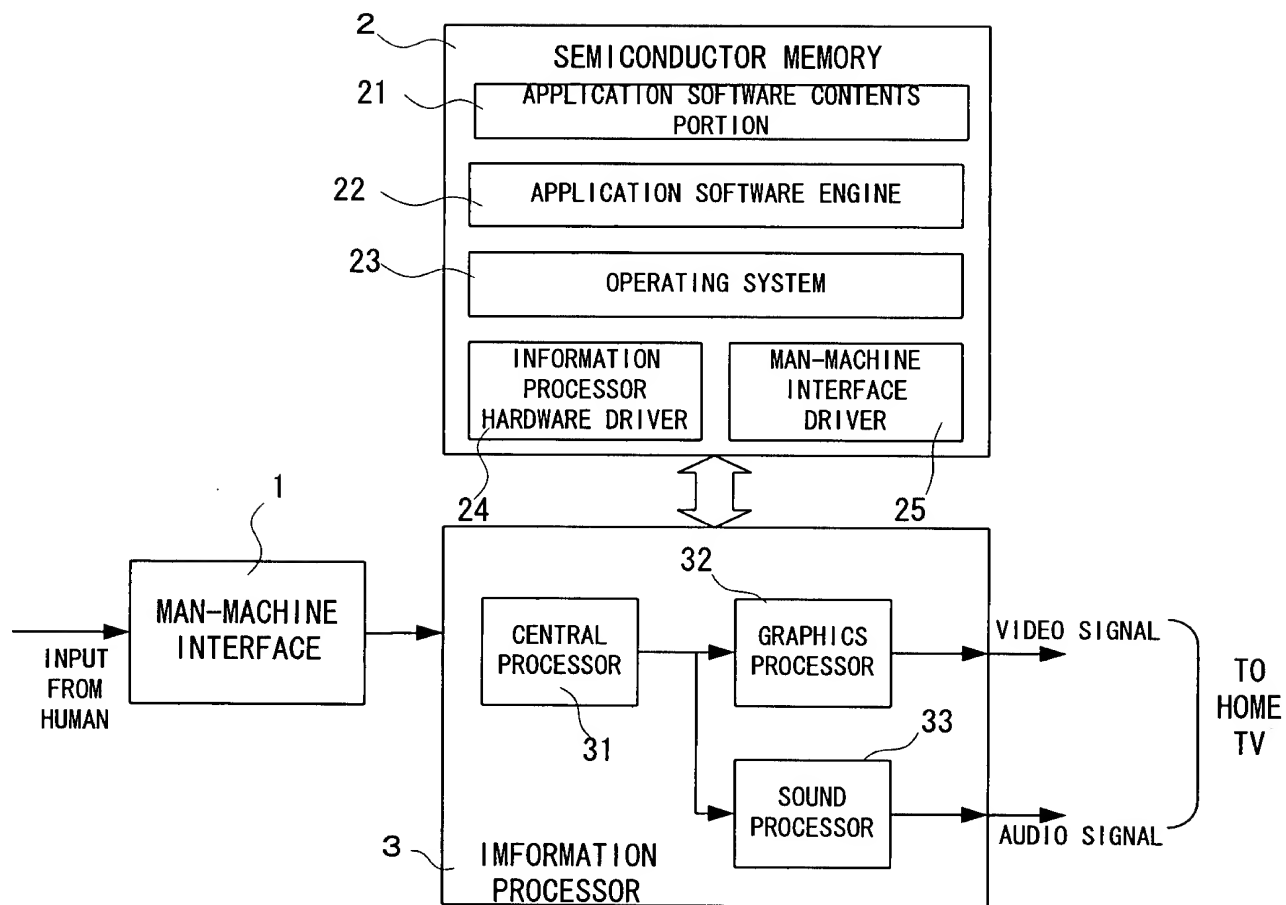 2
SEMICONDUCTOR MEMORY
21
APPLICATION SOFTWARE CONTENTS
PORTION
22
APPLICATION SOFTWARE ENGINE
23
OPERATING SYSTEM
INFORMATION
PROCESSOR
HARDWARE DRIVER
MAN-MACHINE
INTERFACE
DRIVER
24
25
1
MAN-MACHINE
INTERFACE
INPUT
FROM
HUMAN
32
CENTRAL
PROCESSOR
31
GRAPHICS
PROCESSOR
33
SOUND
PROCESSOR
3
IMFORMATION
PROCESSOR
VIDEO SIGNAL
AUDIO SIGNAL
TO
HOME
TV